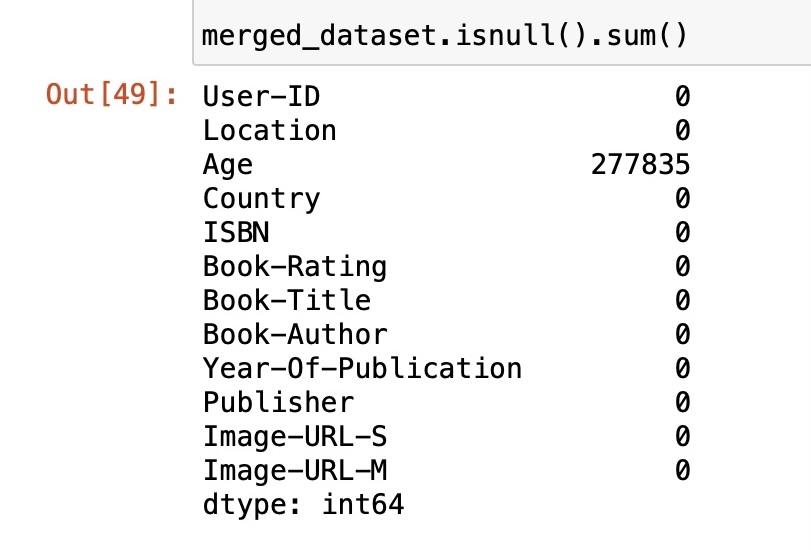 merged_dataset.isnull().sum()
Out[49]: User-ID 0
Location 0
Age 277835
Country 0
ISBN 0
Book-Rating 0
Book-Title 0
Book-Author 0
Year-Of-Publication 0
Publisher 0
Image-URL-S 0
Image-URL-M 0
dtype: int64